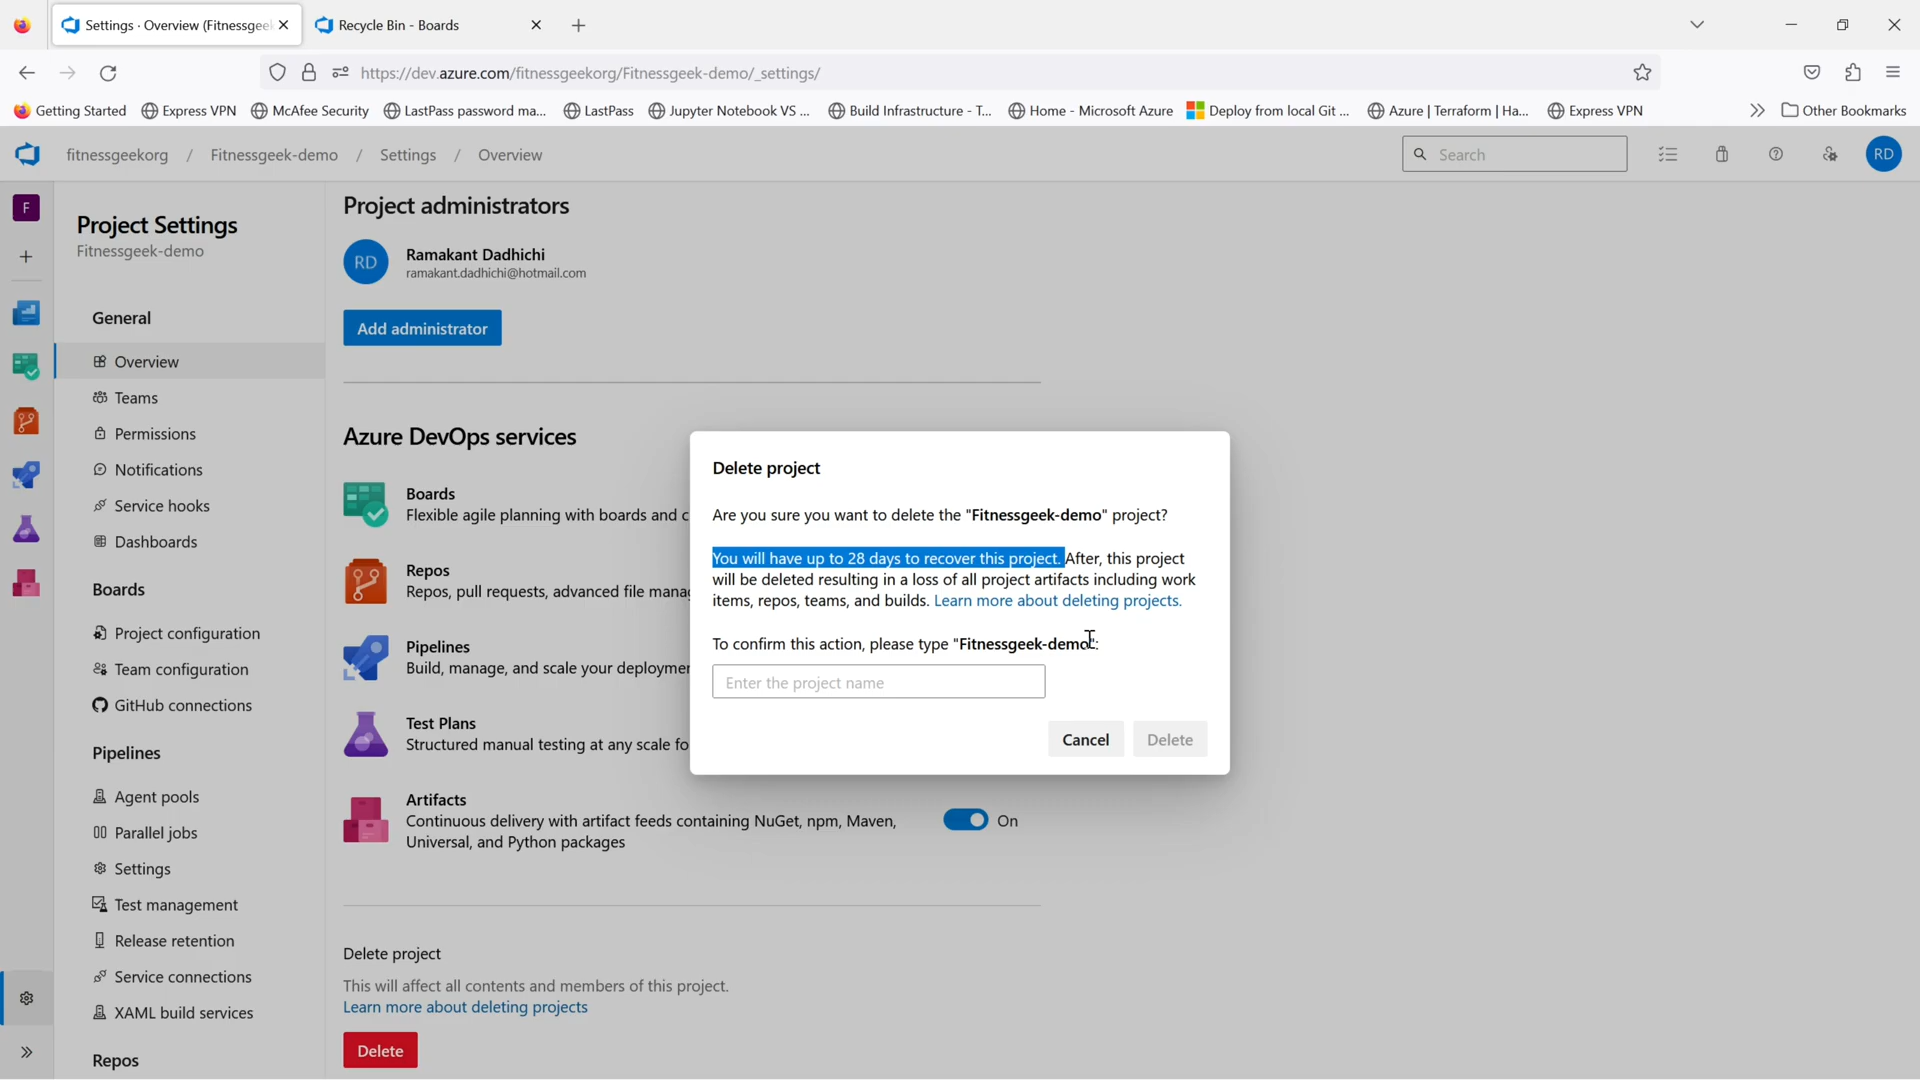 Settings · Overview (Fitnessgeek
Recycle Bin - Boards
https://dev.azure.com/fitnessgeekorg/Fitnessgeek-demo/_settings/
Getting Started
Express VPN
McAfee Security
LastPass password ma...
LastPass
Jupyter Notebook VS ...
Build Infrastructure - T...
Home - Microsoft Azure
Deploy from local Git ...
Azure | Terraform | Ha...
Express VPN
Other Bookmarks
fitnessgeekorg / Fitnessgeek-demo / Settings / Overview
Search
RD
F
Project Settings
Fitnessgeek-demo
General
Overview
Teams
Permissions
Notifications
Service hooks
Dashboards
Boards
Project configuration
Team configuration
GitHub connections
Pipelines
Agent pools
Parallel jobs
Settings
Test management
Release retention
Service connections
XAML build services
Repos
Project administrators
RD
Ramakant Dadhichi
ramakant.dadhichi@hotmail.com
Add administrator
Azure DevOps services
Boards
Flexible agile planning with boards and c
Repos
Repos, pull requests, advanced file mana
Pipelines
Build, manage, and scale your deployme
Test Plans
Structured manual testing at any scale fo
Artifacts
Continuous delivery with artifact feeds containing NuGet, npm, Maven,
Universal, and Python packages
On
Delete project
This will affect all contents and members of this project.
Learn more about deleting projects
Delete
Delete project
Are you sure you want to delete the "Fitnessgeek-demo" project?
You will have up to 28 days to recover this project. After, this project
will be deleted resulting in a loss of all project artifacts including work
items, repos, teams, and builds. Learn more about deleting projects.
To confirm this action, please type "Fitnessgeek-demo":
Enter the project name
Cancel
Delete